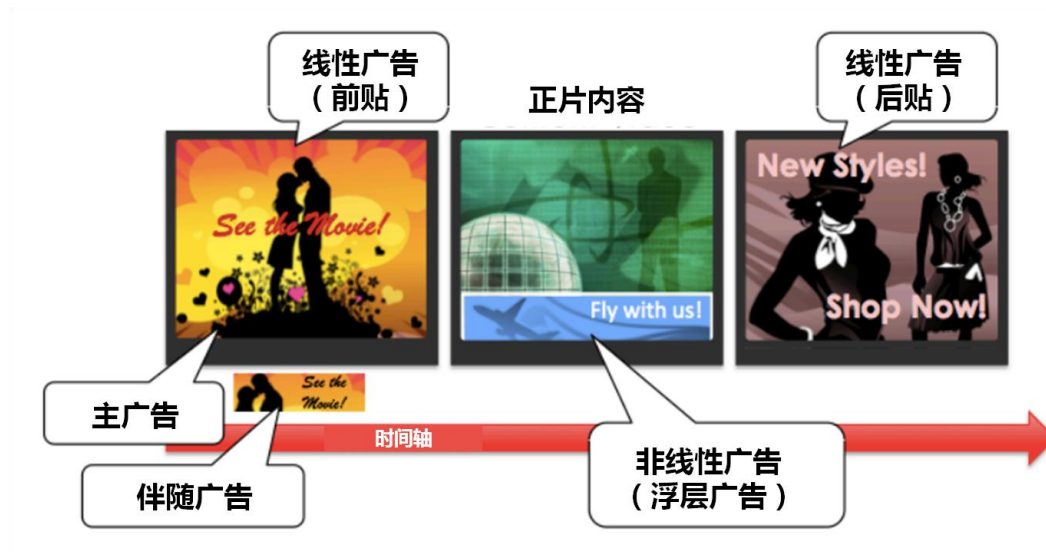 线性广告
（前贴）
正片内容
线性广告
（后贴）
See the Movie!
Fly with us!
New Styles!
Shop Now!
主广告
See the
Movie!
时间轴
伴随广告
非线性广告
（浮层广告）